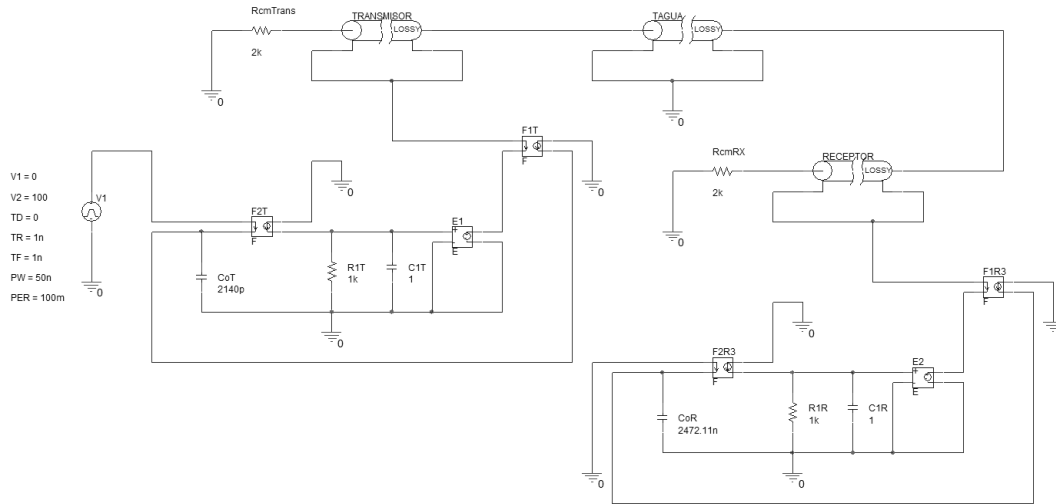 RcmTrans
2k
0
TRANSMISOR
LOSSY
TAGUA
LOSSY
0
F1T
F
0
RcmRX
2k
0
RECEPTOR
LOSSY
V1 = 0
V2 = 100
TD = 0
TR = 1n
TF = 1n
PW = 50n
PER = 100m
V1
0
F2T
F
0
CoT
2140p
R1T
1k
C1T
1
E1
+
-
E
0
F1R3
F
0
F2R3
F
0
0
CoR
2472.11n
R1R
1k
C1R
1
E2
+
-
E
0